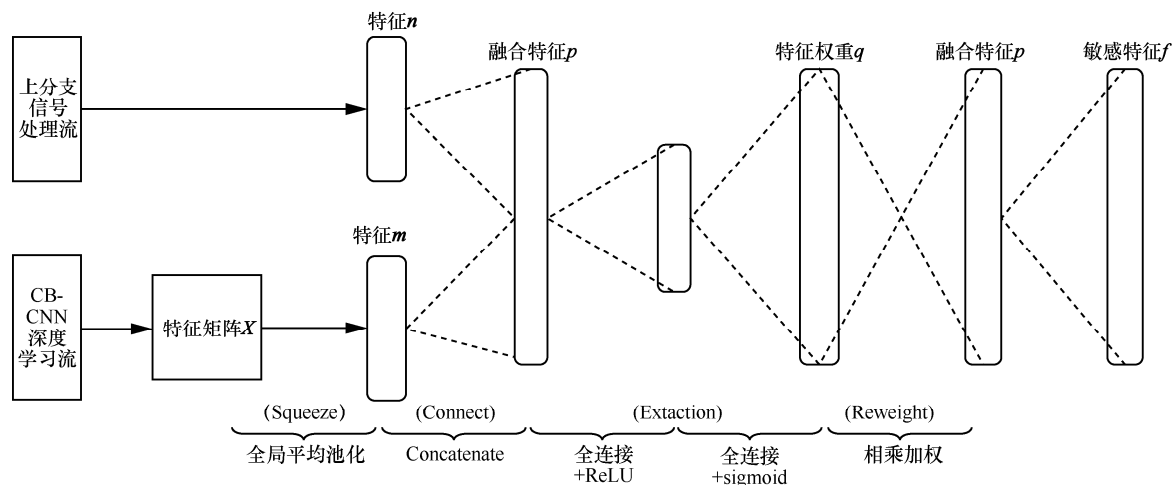 特征n
融合特征p
特征权重q
融合特征p
敏感特征f
上分支
信号
处理流
特征m
CB-
CNN
深度
学习流
特征矩阵X
(Squeeze)
(Connect)
(Extaction)
(Reweight)
全局平均池化
Concatenate
全连接
+ReLU
全连接
+sigmoid
相乘加权